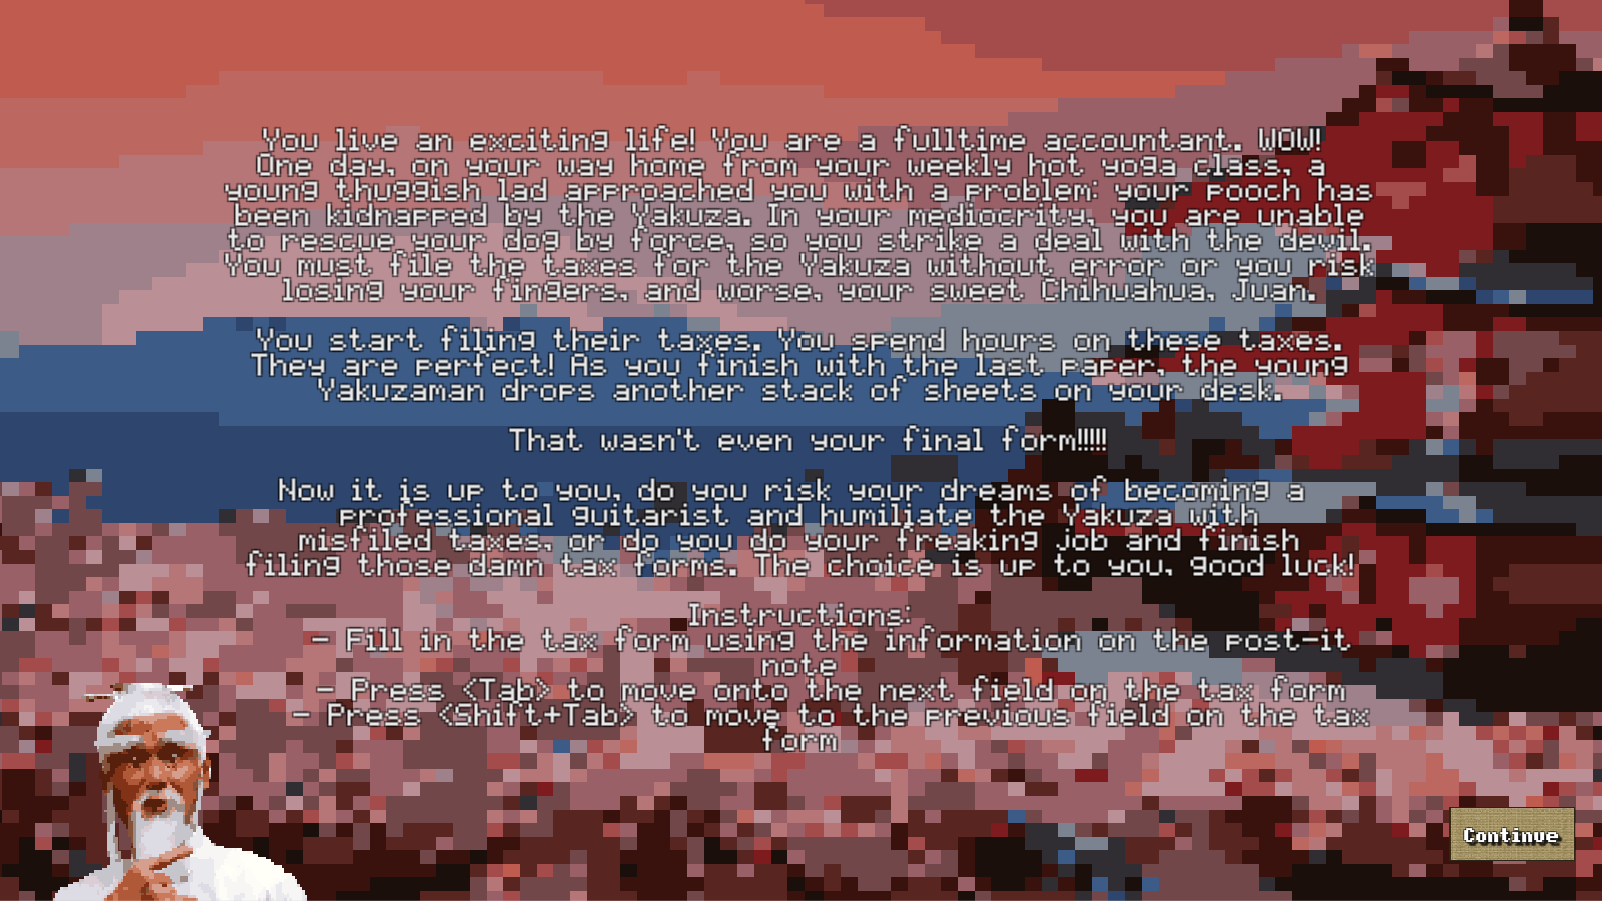 You live an exciting life! You are a fulltime accountant. WOW!
One day, on your way home from your weekly hot yoga class, a
young thuggish lad approached you with a problem: your pooch has
been kidnapped by the Yakuza. In your mediocrity, you are unable
to rescue your dog by force, so you strike a deal with the devil.
You must file the taxes for the Yakuza without error or you risk
losing your fingers, and worse, your sweet Chihuahua, Juan.
You start filing their taxes. You spend hours on these taxes.
They are perfect! As you finish with the last paper, the young
Yakuzaman drops another stack of sheets on your desk.
That wasn't even your final form!!!!!
Now it is up to you, do you risk your dreams of becoming a
professional guitarist and humiliate the Yakuza with
misfiled taxes, or do you do your freaking job and finish
filing those damn tax forms. The choice is up to you, good luck!
Instructions:
- Fill in the tax form using the information on the post-it
note
- Press <Tab> to move onto the next field on the tax form
- Press <Shift+Tab> to move to the previous field on the tax
form
Continue